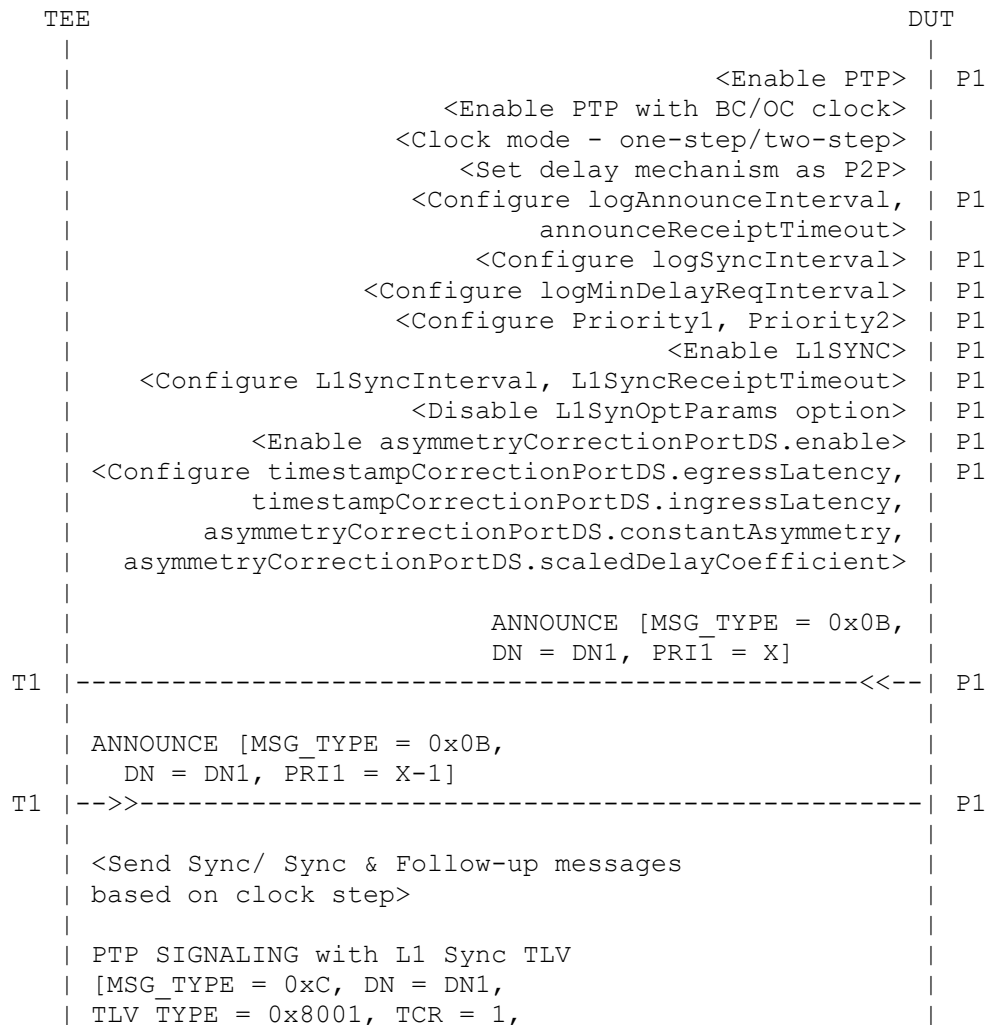 TEE                                                    DUT
 |                                                      |
 |                                         <Enable PTP> | P1
 |                        <Enable PTP with BC/OC clock> |
 |                     <Clock mode - one-step/two-step> |
 |                         <Set delay mechanism as P2P> |
 |                      <Configure logAnnounceInterval, | P1
 |                              announceReceiptTimeout> |
 |                          <Configure logSyncInterval> | P1
 |                   <Configure logMinDelayReqInterval> | P1
 |                     <Configure Priority1, Priority2> | P1
 |                                      <Enable L1SYNC> | P1
 |     <Configure L1SyncInterval, L1SyncReceiptTimeout> | P1
 |                      <Disable L1SynOptParams option> | P1
 |            <Enable asymmetryCorrectionPortDS.enable> | P1
 | <Configure timestampCorrectionPortDS.egressLatency, | P1
 |            timestampCorrectionPortDS.ingressLatency, |
 |         asymmetryCorrectionPortDS.constantAsymmetry, |
 |    asymmetryCorrectionPortDS.scaledDelayCoefficient> |
 |                                                      |
 |                           ANNOUNCE [MSG_TYPE = 0x0B, |
 |                           DN = DN1, PRI1 = X]        |
T1 |-------------------------------------------------<<--| P1
 |                                                      |
 | ANNOUNCE [MSG_TYPE = 0x0B,                           |
 |   DN = DN1, PRI1 = X-1]                              |
T1 |-->>-------------------------------------------------| P1
 |                                                      |
 | <Send Sync/ Sync & Follow-up messages                |
 | based on clock step>                                 |
 |                                                      |
 | PTP SIGNALING with L1 Sync TLV                       |
 | [MSG_TYPE = 0xC, DN = DN1,                           |
 | TLV TYPE = 0x8001, TCR = 1,                          |